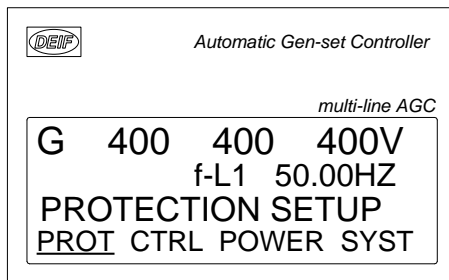 DEIF
Automatic Gen-set Controller
multi-line AGC
G 400 400 400V
f-L1 50.00HZ
PROTECTION SETUP
PROT CTRL POWER SYST